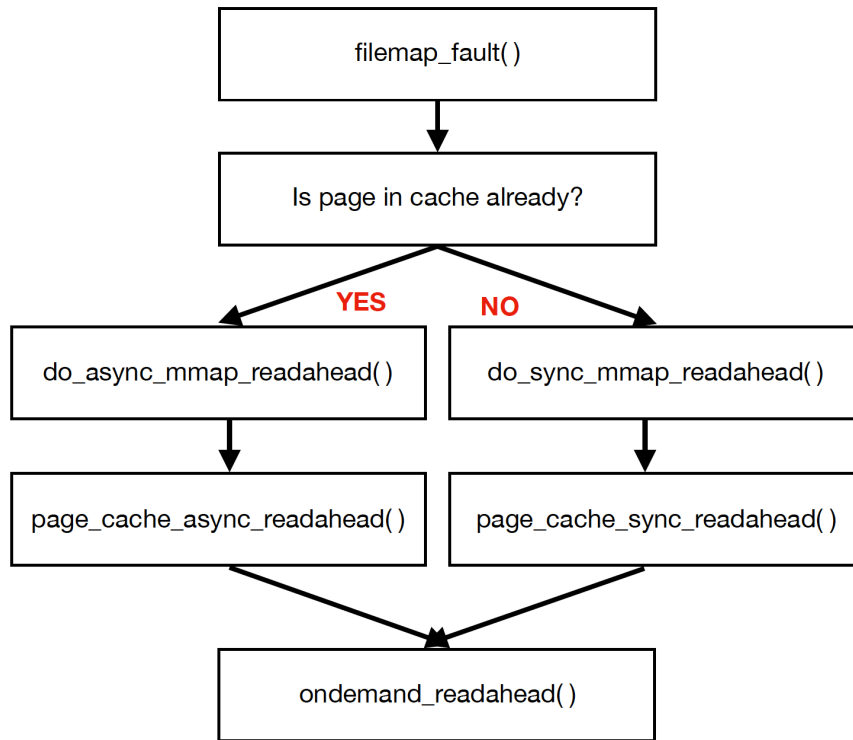 filemap_fault( )
Is page in cache already?
YES
NO
do_async_mmap_readahead( )
do_sync_mmap_readahead( )
page_cache_async_readahead( )
page_cache_sync_readahead( )
ondemand_readahead( )